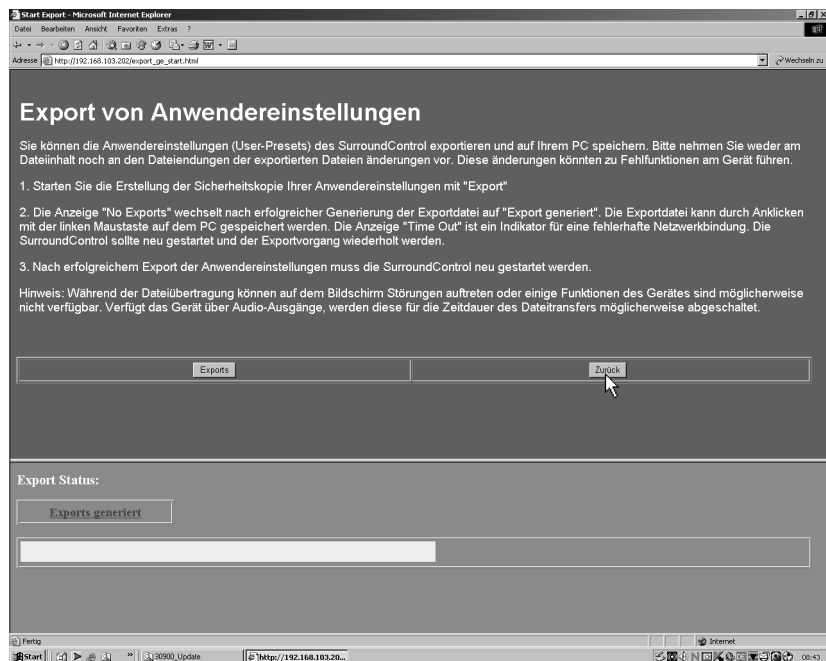 Start Export - Microsoft Internet Explorer
Datei Bearbeiten Ansicht Favoriten Extras ?
Adresse http://192.168.103.202/export_ge_start.html Wechseln zu
Export von Anwendereinstellungen
Sie können die Anwendereinstellungen (User-Presets) des SurroundControl exportieren und auf Ihrem PC speichern. Bitte nehmen Sie weder am
Dateiinhalt noch an den Dateiendungen der exportierten Dateien änderungen vor. Diese änderungen könnten zu Fehlfunktionen am Gerät führen.
1. Starten Sie die Erstellung der Sicherheitskopie Ihrer Anwendereinstellungen mit "Export"
2. Die Anzeige "No Exports" wechselt nach erfolgreicher Generierung der Exportdatei auf "Export generiert". Die Exportdatei kann durch Anklicken
mit der linken Maustaste auf dem PC gespeichert werden. Die Anzeige "Time Out" ist ein Indikator für eine fehlerhafte Netzwerkbindung. Die
SurroundControl sollte neu gestartet und der Exportvorgang wiederholt werden.
3. Nach erfolgreichem Export der Anwendereinstellungen muss die SurroundControl neu gestartet werden.
Hinweis: Während der Dateiübertragung können auf dem Bildschirm Störungen auftreten oder einige Funktionen des Gerätes sind möglicherweise
nicht verfügbar. Verfügt das Gerät über Audio-Ausgänge, werden diese für die Zeitdauer des Dateitransfers möglicherweise abgeschaltet.
Exports Zurück
Export Status:
Exports generiert
Fertig Internet
Start » 30900_Update http://192.168.103.20... 08:43